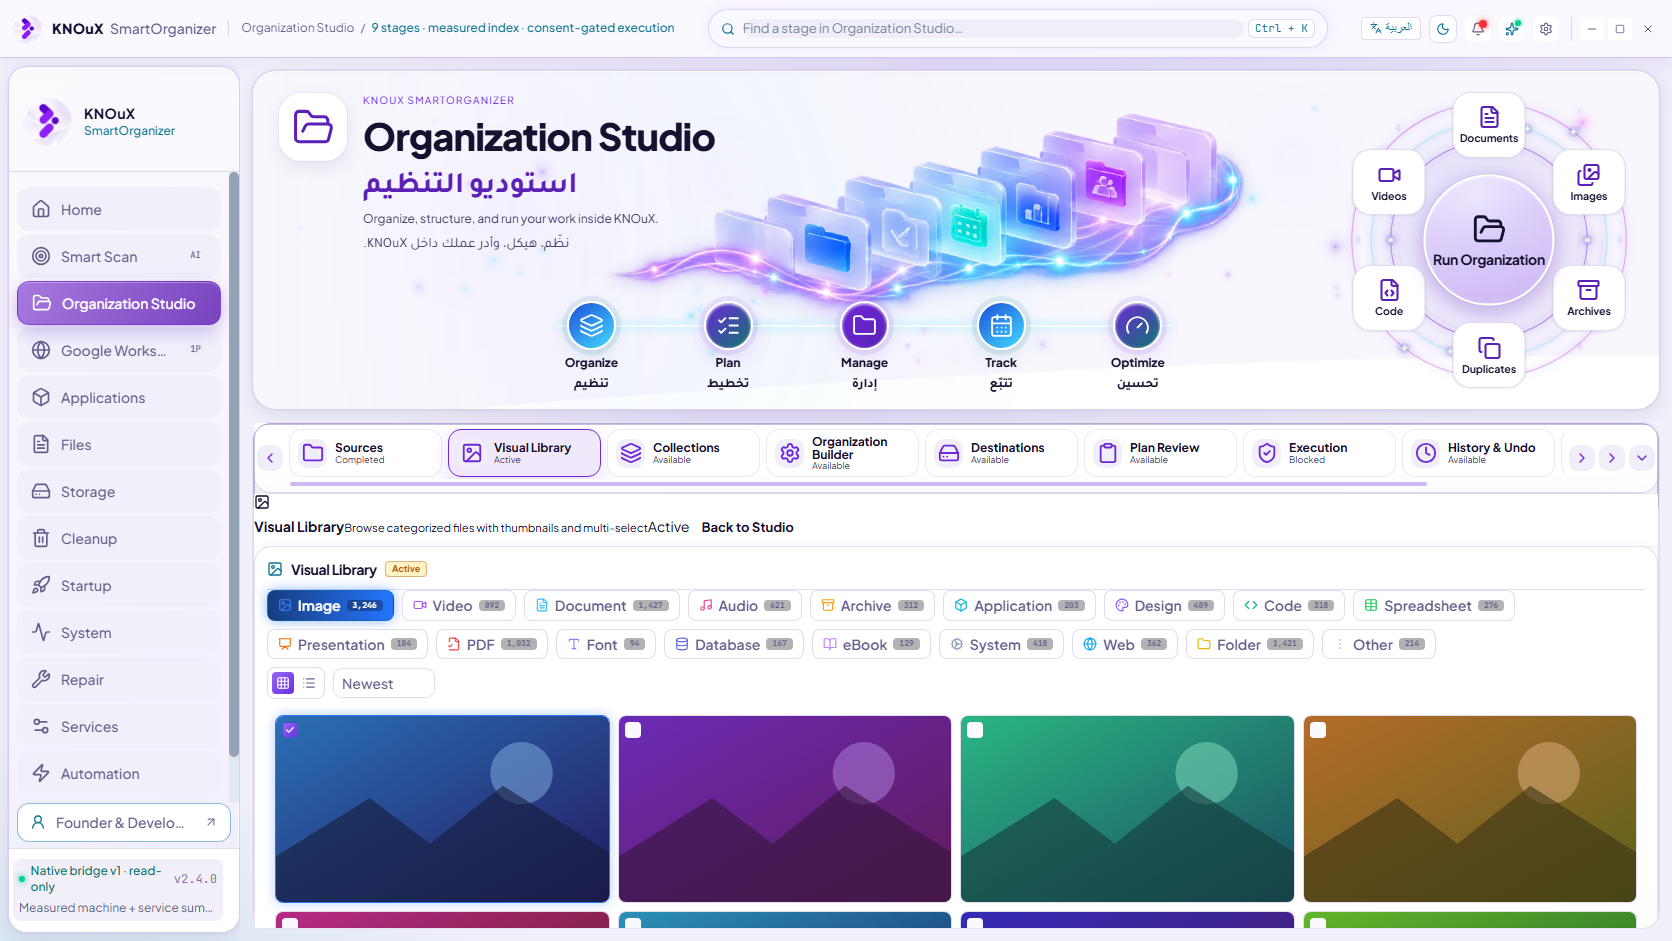 KNOUX SmartOrganizer
Organization Studio / 9 stages · measured index · consent-gated execution
Find a stage in Organization Studio...
Ctrl + K
العربية
KNOUX
SmartOrganizer
Home
Smart Scan AI
Organization Studio
Google Works... 1P
Applications
Files
Storage
Cleanup
Startup
System
Repair
Services
Automation
Founder & Develo...
Native bridge v1 · read-only
v2.4.0
Measured machine + service sum...
KNOUX SMARTORGANIZER
Organization Studio
استوديو التنظيم
Organize, structure, and run your work inside KNOUX.
نظّم، هيكل، وأدر عملك داخل KNOUX.
Organize
تنظيم
Plan
تخطيط
Manage
إدارة
Track
تتبّع
Optimize
تحسين
Documents
Videos
Images
Run Organization
Code
Archives
Duplicates
Sources
Completed
Visual Library
Active
Collections
Available
Organization Builder
Available
Destinations
Available
Plan Review
Available
Execution
Blocked
History & Undo
Available
Visual Library Browse categorized files with thumbnails and multi-select Active Back to Studio
Visual Library Active
Image 3,246
Video 892
Document 1,427
Audio 621
Archive 312
Application 203
Design 489
Code 318
Spreadsheet 276
Presentation 184
PDF 1,032
Font 94
Database 167
eBook 129
System 418
Web 362
Folder 1,421
Other 214
Newest